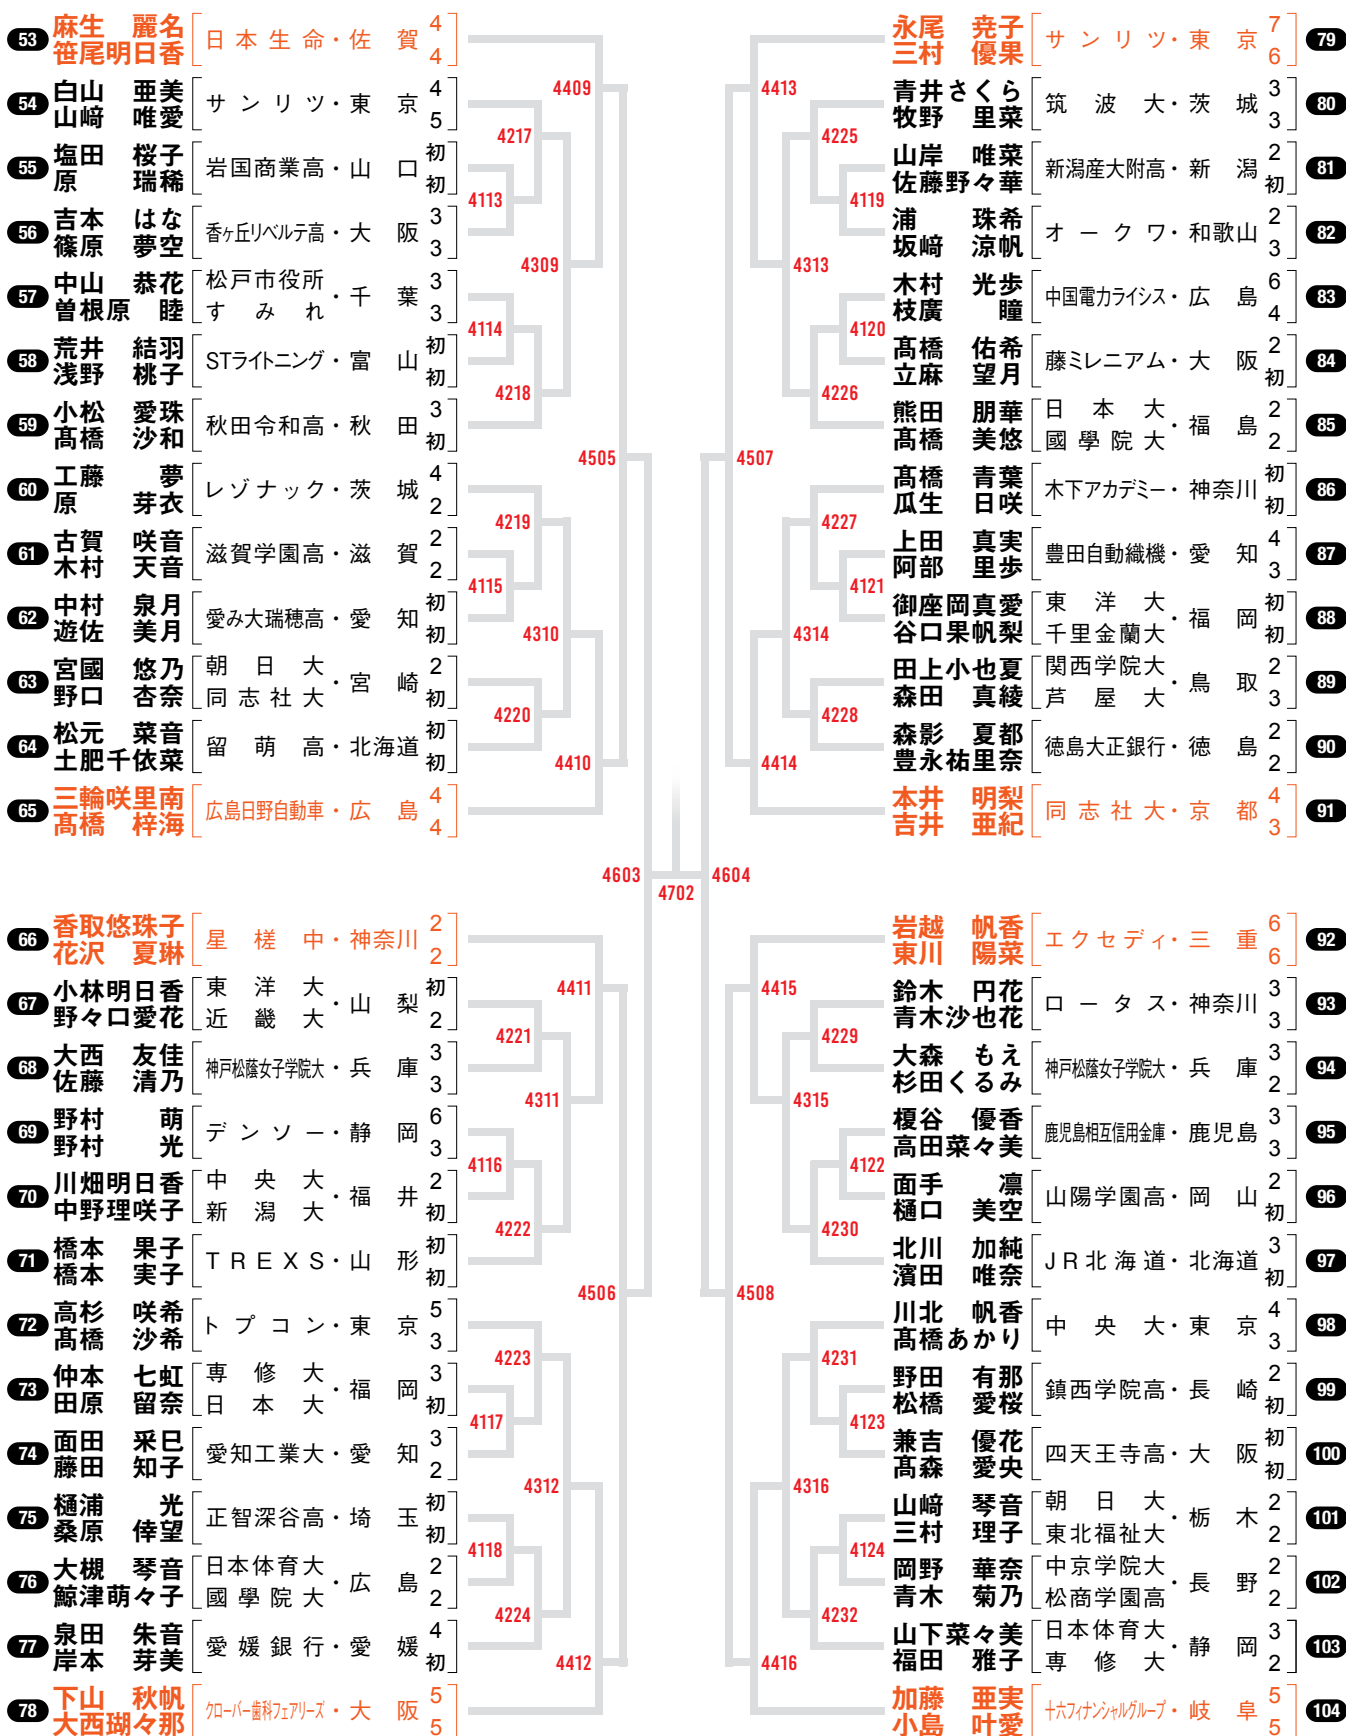 53 麻生 麗名 笹尾明日香 日本生命・佐賀 4 4
54 白山 亜美 山﨑 唯愛 サンリツ・東京 4 5
55 塩田 桜子 原 瑞稀 岩国商業高・山口 初 初
56 吉本 はな 篠原 夢空 香ヶ丘リベルテ高・大阪 3 3
57 中山 恭花 曽根原 睦 松戸市役所 すみれ・千葉 3 3
58 荒井 結羽 浅野 桃子 STライトニング・富山 初 初
59 小松 愛珠 髙橋 沙和 秋田令和高・秋田 3 初
60 工藤 夢 原 芽衣 レゾナック・茨城 4 2
61 古賀 咲音 木村 天音 滋賀学園高・滋賀 2 2
62 中村 泉月 遊佐 美月 愛み大瑞穂高・愛知 初 初
63 宮國 悠乃 野口 杏奈 朝日大 同志社大・宮崎 2 初
64 松元 菜音 土肥千依菜 留萌高・北海道 初 初
65 三輪咲里南 髙橋 梓海 広島日野自動車・広島 4 4
66 香取悠珠子 花沢 夏琳 星槎中・神奈川 2 2
67 小林明日香 野々口愛花 東洋大 近畿大・山梨 初 2
68 大西 友佳 佐藤 清乃 神戸松蔭女子学院大・兵庫 3 3
69 野村 萌 野村 光 デンソー・静岡 6 3
70 川畑明日香 中野理咲子 中央大 新潟大・福井 2 初
71 橋本 果子 橋本 実子 TREXS・山形 初 初
72 高杉 咲希 髙橋 沙希 トプコン・東京 5 3
73 仲本 七虹 田原 留奈 専修大 日本大・福岡 3 初
74 面田 采巳 藤田 知子 愛知工業大・愛知 3 2
75 樋浦 光 桑原 倖望 正智深谷高・埼玉 初 初
76 大槻 琴音 鯨津萌々子 日本体育大 國學院大・広島 2 2
77 泉田 朱音 岸本 芽美 愛媛銀行・愛媛 4 初
78 下山 秋帆 大西瑚々那 クローバー歯科フェアリーズ・大阪 5 5
4409
4217
4113
4309
4114
4218
4505
4219
4115
4310
4220
4410
4603
4702
4604
4411
4221
4311
4116
4222
4506
4223
4117
4312
4118
4224
4412
4413
4225
4119
4313
4120
4226
4507
4227
4121
4314
4228
4414
4415
4229
4315
4122
4230
4508
4231
4123
4316
4124
4232
4416
永尾 尭子 三村 優果 サンリツ・東京 7 6 79
青井さくら 牧野 里菜 筑波大・茨城 3 3 80
山岸 唯菜 佐藤野々華 新潟産大附高・新潟 2 初 81
浦 珠希 坂﨑 涼帆 オークワ・和歌山 2 3 82
木村 光歩 枝廣 瞳 中国電力ライシス・広島 6 4 83
髙橋 佑希 立麻 望月 藤ミレニアム・大阪 2 初 84
熊田 朋華 髙橋 美悠 日本大 國學院大・福島 2 2 85
髙橋 青葉 瓜生 日咲 木下アカデミー・神奈川 初 初 86
上田 真実 阿部 里歩 豊田自動織機・愛知 4 3 87
御座岡真愛 谷口果帆梨 東洋大 千里金蘭大・福岡 初 初 88
田上小也夏 森田 真綾 関西学院大 芦屋大・鳥取 2 3 89
森影 夏都 豊永祐里奈 徳島大正銀行・徳島 2 2 90
本井 明梨 吉井 亜紀 同志社大・京都 4 3 91
岩越 帆香 東川 陽菜 エクセディ・三重 6 6 92
鈴木 円花 青木沙也花 ロータス・神奈川 3 3 93
大森 もえ 杉田くるみ 神戸松蔭女子学院大・兵庫 3 2 94
榎谷 優香 高田菜々美 鹿児島相互信用金庫・鹿児島 3 3 95
面手 凛 樋口 美空 山陽学園高・岡山 2 初 96
北川 加純 濱田 唯奈 JR北海道・北海道 3 初 97
川北 帆香 髙橋あかり 中央大・東京 4 3 98
野田 有那 松橋 愛桜 鎮西学院高・長崎 2 初 99
兼吉 優花 髙森 愛央 四天王寺高・大阪 初 初 100
山﨑 琴音 三村 理子 朝日大 東北福祉大・栃木 2 2 101
岡野 華奈 青木 菊乃 中京学院大 松商学園高・長野 2 2 102
山下菜々美 福田 雅子 日本体育大 専修大・静岡 3 2 103
加藤 亜実 小島 叶愛 十六フィナンシャルグループ・岐阜 5 5 104